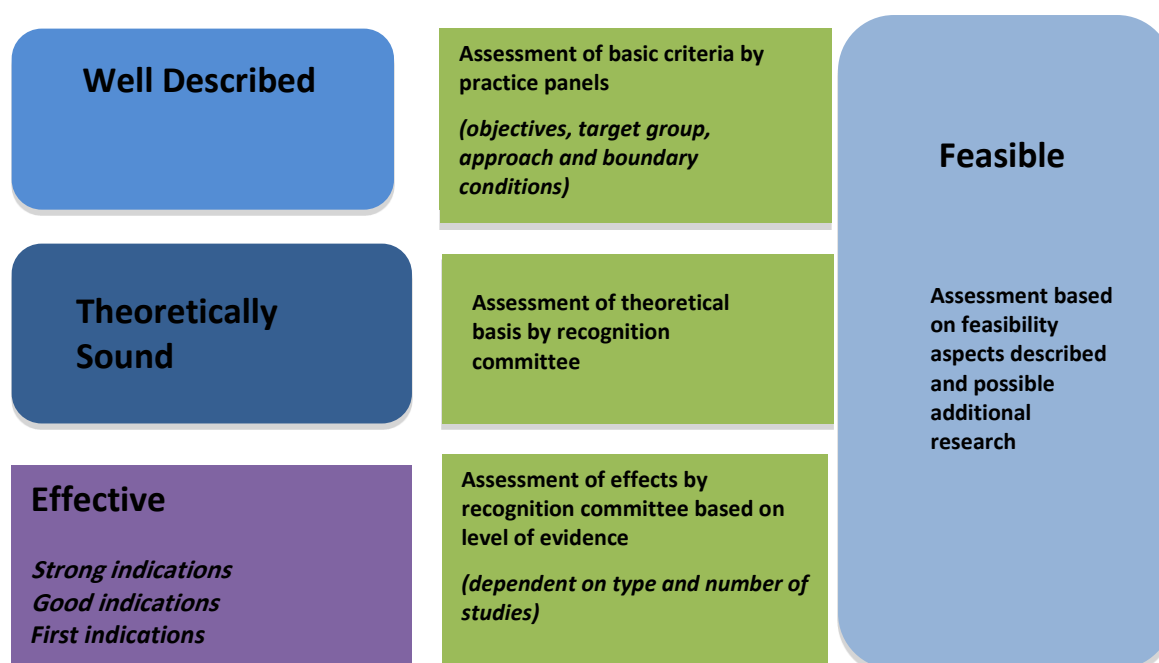 Well Described
Assessment of basic criteria by
practice panels
(objectives, target group,
approach and boundary
conditions)
Theoretically
Sound
Assessment of theoretical
basis by recognition
committee
Effective
Strong indications
Good indications
First indications
Assessment of effects by
recognition committee based on
level of evidence
(dependent on type and number of
studies)
Feasible
Assessment based
on feasibility
aspects described
and possible
additional
research